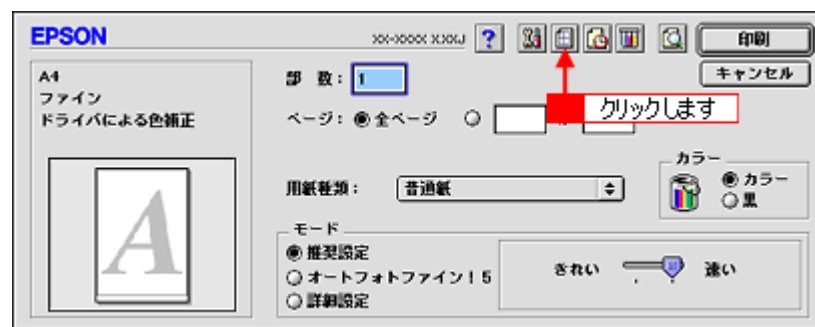 EPSON
XX-XXXX X.XXJ
?
印刷
キャンセル
A4
ファイン
ドライバによる色補正
A
部 数: 1
ページ: 全ページ
クリックします
用紙種類: 普通紙
カラー
カラー
黒
モード
推奨設定
オートフォトファイン!5
詳細設定
きれい 速い